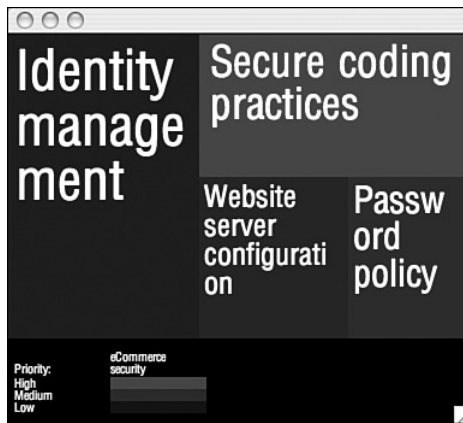 Identity
manage
ment
Secure coding
practices
Website
server
configurati
on
Passw
ord
policy
eCommerce
Priority: security
High
Medium
Low